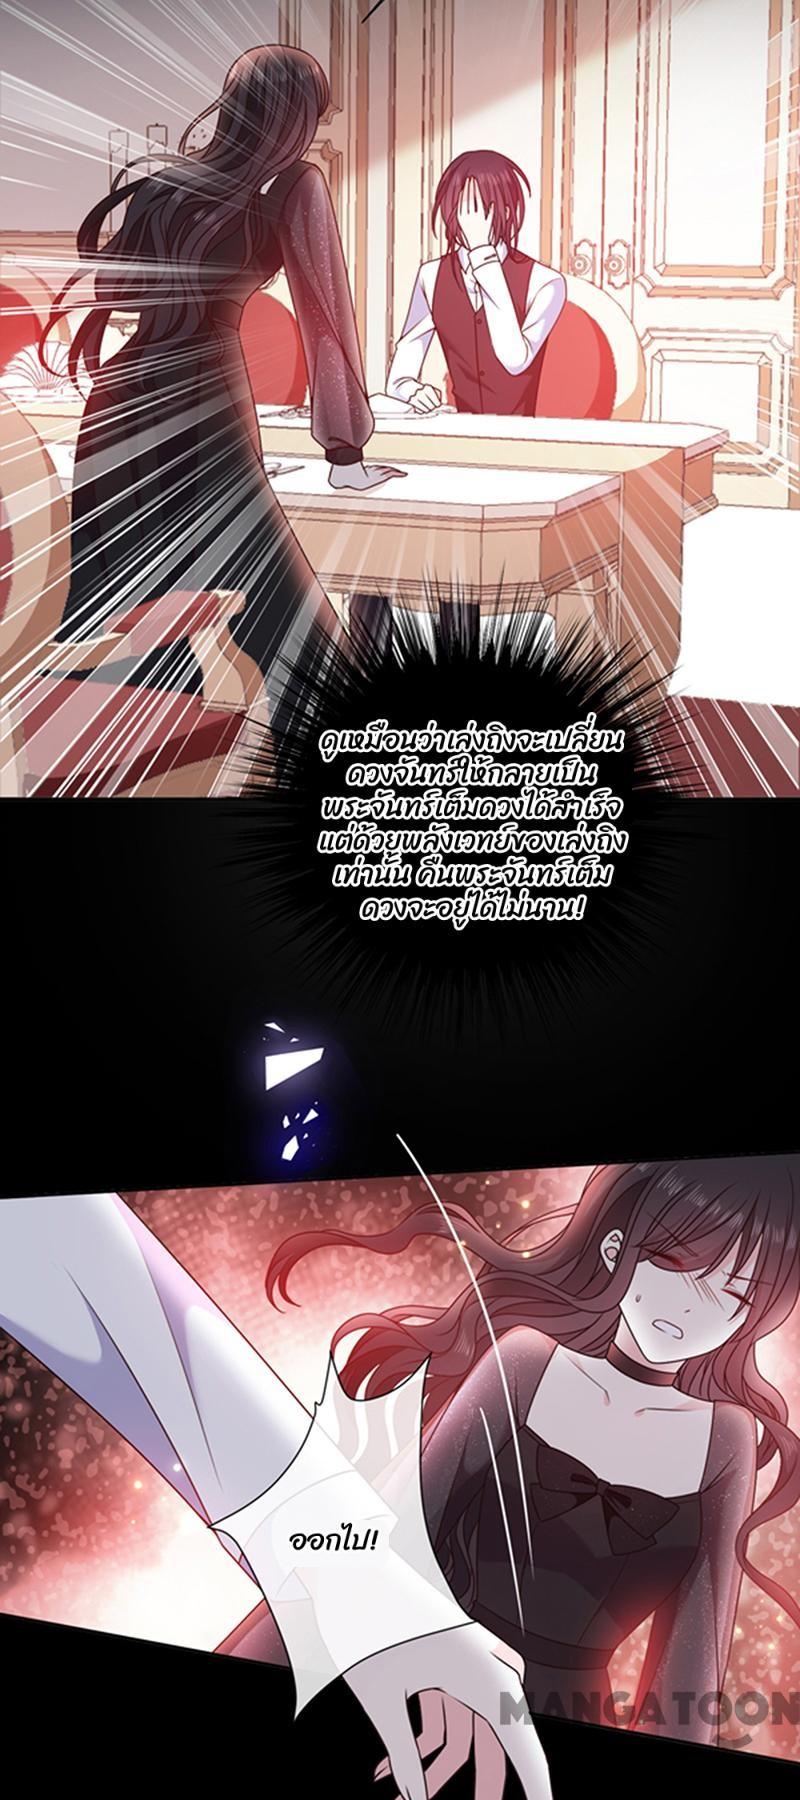 ดูเหมือนว่าเล่งถิงจะเปลี่ยน
ดวงจันทร์ให้กลายเป็น
พระจันทร์เต็มดวงได้สำเร็จ
แต่ด้วยพลังเวทย์ของเล่งถิง
เท่านั้น คืนพระจันทร์เต็ม
ดวงจะอยู่ได้ไม่นาน!
ออกไป!
MANGATOON